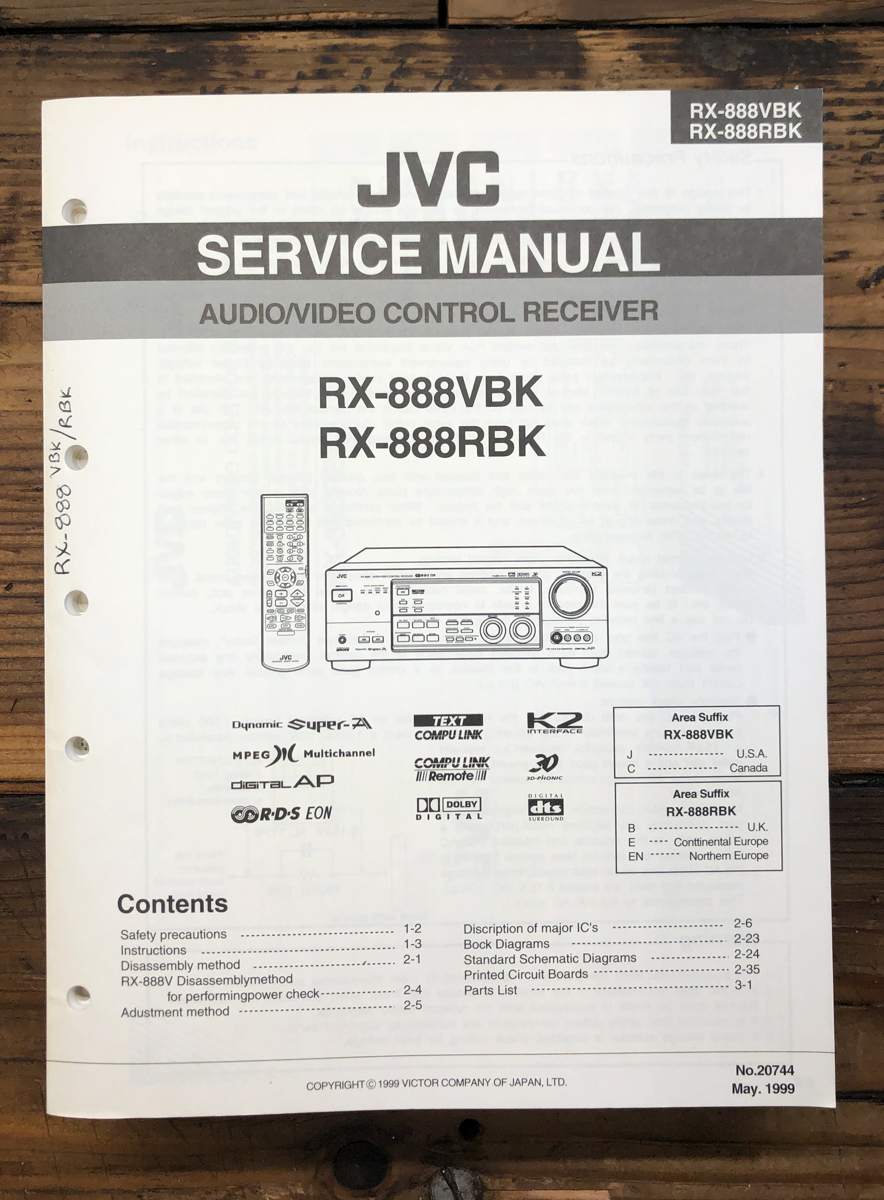 RX-888VBK
RX-888RBK
JVC
SERVICE MANUAL
AUDIO/VIDEO CONTROL RECEIVER
RX-888VBK
RX-888RBK
RX-888 VBK/RBK
JVC
JVC
K2
Dynamic Super-A
MPEG Multichannel
DIGITAL AP
R·D·S EON
TEXT
COMPU LINK
COMPU LINK
Remote
DOLBY
DIGITAL
K2
INTERFACE
3D
3D-PHONIC
DIGITAL
dts
SURROUND
Area Suffix
RX-888VBK
J ---------------- U.S.A.
C ---------------- Canada
Area Suffix
RX-888RBK
B ------------------- U.K.
E ---- Conttinental Europe
EN ------ Northern Europe
Contents
Safety precautions ---------------- 1-2
Instructions ---------------- 1-3
Disassembly method ---------------- 2-1
RX-888V Disassemblymethod
for performingpower check ---------------- 2-4
Adustment method ---------------- 2-5
Discription of major IC's ---------------- 2-6
Bock Diagrams ---------------- 2-23
Standard Schematic Diagrams ---------------- 2-24
Printed Circuit Boards ---------------- 2-35
Parts List ---------------- 3-1
COPYRIGHT © 1999 VICTOR COMPANY OF JAPAN, LTD.
No.20744
May. 1999